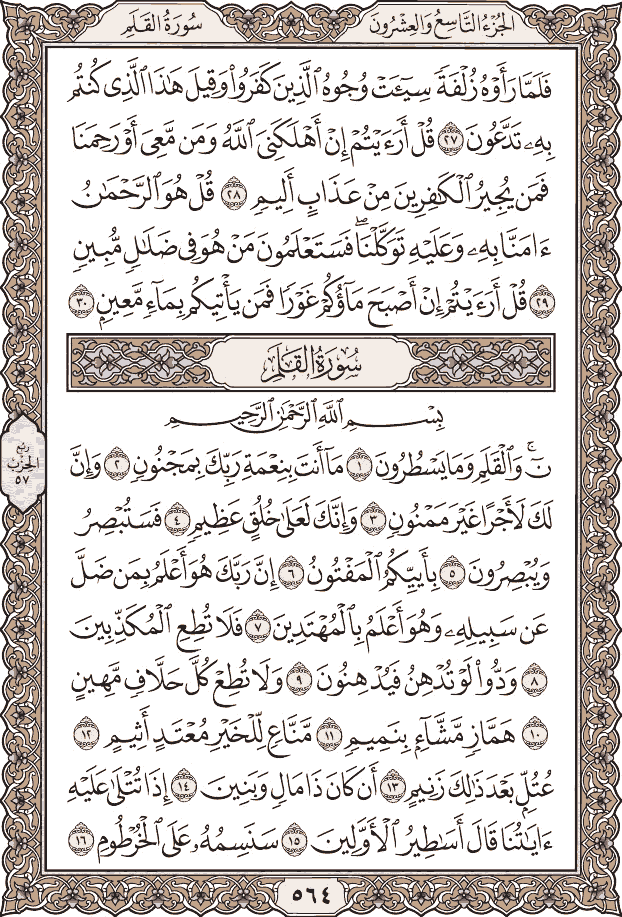 الجزء التاسع والعشرون
سورة القلم
فَلَمَّا رَأَوْهُ زُلْفَةً سِيٓـَٔتْ وُجُوهُ ٱلَّذِينَ كَفَرُوا۟ وَقِيلَ هَٰذَا ٱلَّذِى كُنتُم
بِهِۦ تَدَّعُونَ ٢٧ قُلْ أَرَءَيْتُمْ إِنْ أَهْلَكَنِىَ ٱللَّهُ وَمَن مَّعِىَ أَوْ رَحِمَنَا
فَمَن يُجِيرُ ٱلْكَٰفِرِينَ مِنْ عَذَابٍ أَلِيمٍ ٢٨ قُلْ هُوَ ٱلرَّحْمَٰنُ
ءَامَنَّا بِهِۦ وَعَلَيْهِ تَوَكَّلْنَا ۖ فَسَتَعْلَمُونَ مَنْ هُوَ فِى ضَلَٰلٍ مُّبِينٍ
٢٩ قُلْ أَرَءَيْتُمْ إِنْ أَصْبَحَ مَآؤُكُمْ غَوْرًا فَمَن يَأْتِيكُم بِمَآءٍ مَّعِينٍۭ ٣٠
سُورَةُ القَلَمِ
بِسْمِ ٱللَّهِ ٱلرَّحْمَٰنِ ٱلرَّحِيمِ
نٓ ۚ وَٱلْقَلَمِ وَمَا يَسْطُرُونَ ١ مَآ أَنتَ بِنِعْمَةِ رَبِّكَ بِمَجْنُونٍ ٢ وَإِنَّ
لَكَ لَأَجْرًا غَيْرَ مَمْنُونٍ ٣ وَإِنَّكَ لَعَلَىٰ خُلُقٍ عَظِيمٍ ٤ فَسَتُبْصِرُ
وَيُبْصِرُونَ ٥ بِأَييِّكُمُ ٱلْمَفْتُونُ ٦ إِنَّ رَبَّكَ هُوَ أَعْلَمُ بِمَن ضَلَّ
عَن سَبِيلِهِۦ وَهُوَ أَعْلَمُ بِٱلْمُهْتَدِينَ ٧ فَلَا تُطِعِ ٱلْمُكَذِّبِينَ
٨ وَدُّوا۟ لَوْ تُدْهِنُ فَيُدْهِنُونَ ٩ وَلَا تُطِعْ كُلَّ حَلَّافٍ مَّهِينٍ
١٠ هَمَّازٍ مَّشَّآءٍۭ بِنَمِيمٍ ١١ مَّنَّاعٍ لِّلْخَيْرِ مُعْتَدٍ أَثِيمٍ ١٢
عُتُلٍّۭ بَعْدَ ذَٰلِكَ زَنِيمٍ ١٣ أَن كَانَ ذَا مَالٍ وَبَنِينَ ١٤ إِذَا تُتْلَىٰ عَلَيْهِ
ءَايَٰتُنَا قَالَ أَسَٰطِيرُ ٱلْأَوَّلِينَ ١٥ سَنَسِمُهُۥ عَلَى ٱلْخُرْطُومِ ١٦
ربع
الحزب
٥٧
٥٦٤